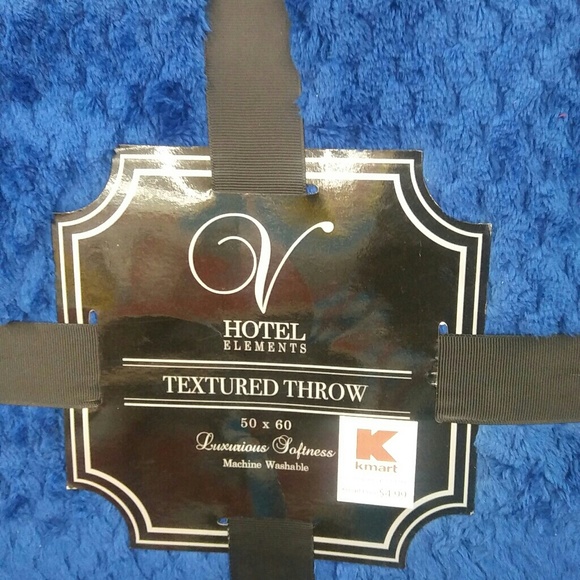 V
HOTEL
ELEMENTS
TEXTURED THROW
50 x 60
Luxurious Softness
Machine Washable
K
kmart